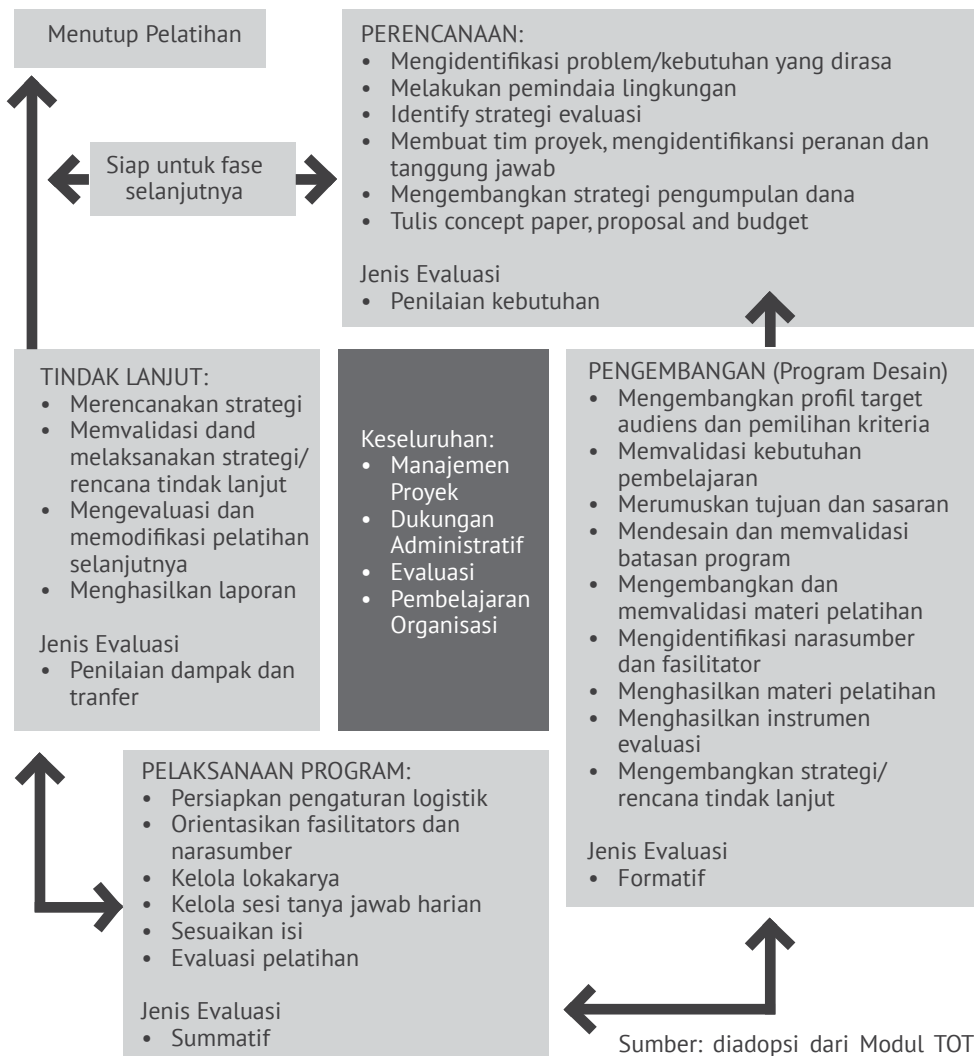 Menutup Pelatihan
PERENCANAAN:
• Mengidentifikasi problem/kebutuhan yang dirasa
• Melakukan pemindaia lingkungan
• Identify strategi evaluasi
• Membuat tim proyek, mengidentifikansi peranan dan
tanggung jawab
• Mengembangkan strategi pengumpulan dana
• Tulis concept paper, proposal and budget
Jenis Evaluasi
• Penilaian kebutuhan
Siap untuk fase
selanjutnya
TINDAK LANJUT:
• Merencanakan strategi
• Memvalidasi dand
melaksanakan strategi/
rencana tindak lanjut
• Mengevaluasi dan
memodifikasi pelatihan
selanjutnya
• Menghasilkan laporan
Jenis Evaluasi
• Penilaian dampak dan
tranfer
Keseluruhan:
• Manajemen
Proyek
• Dukungan
Administratif
• Evaluasi
• Pembelajaran
Organisasi
PENGEMBANGAN (Program Desain)
• Mengembangkan profil target
audiens dan pemilihan kriteria
• Memvalidasi kebutuhan
pembelajaran
• Merumuskan tujuan dan sasaran
• Mendesain dan memvalidasi
batasan program
• Mengembangkan dan
memvalidasi materi pelatihan
• Mengidentifikasi narasumber
dan fasilitator
• Menghasilkan materi pelatihan
• Menghasilkan instrumen
evaluasi
• Mengembangkan strategi/
rencana tindak lanjut
Jenis Evaluasi
• Formatif
PELAKSANAAN PROGRAM:
• Persiapkan pengaturan logistik
• Orientasikan fasilitators dan
narasumber
• Kelola lokakarya
• Kelola sesi tanya jawab harian
• Sesuaikan isi
• Evaluasi pelatihan
Jenis Evaluasi
• Summatif
Sumber: diadopsi dari Modul TOT